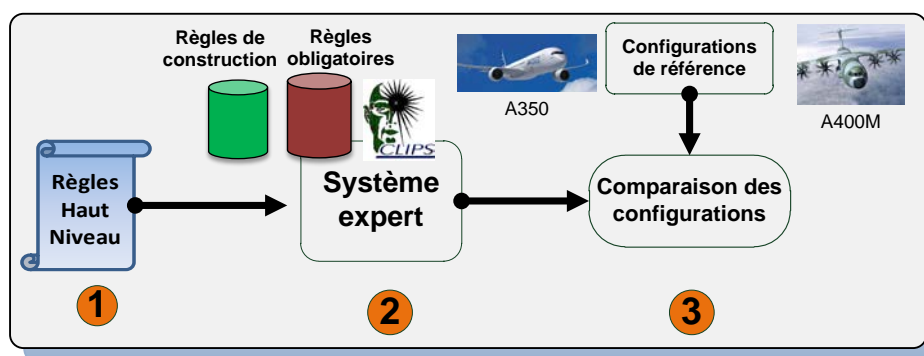 Règles de
construction
Règles
obligatoires
CLIPS
A350
Configurations
de référence
A400M
Règles
Haut
Niveau
Système
expert
Comparaison des
configurations
1
2
3